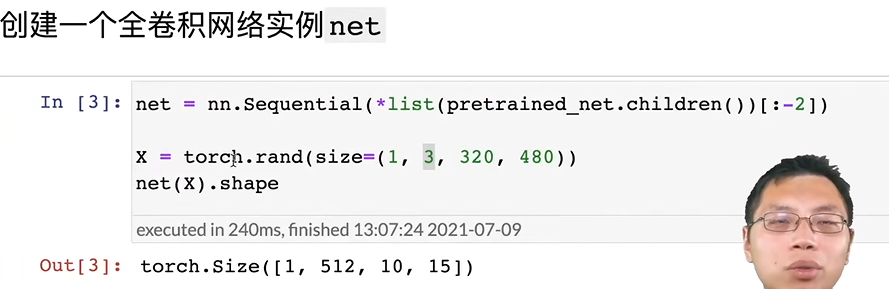 创建一个全卷积网络实例net
In [3]: net = nn.Sequential(*list(pretrained_net.children())[:-2])
X = torch.rand(size=(1, 3, 320, 480))
net(X).shape
executed in 240ms, finished 13:07:24 2021-07-09
Out[3]: torch.Size([1, 512, 10, 15])